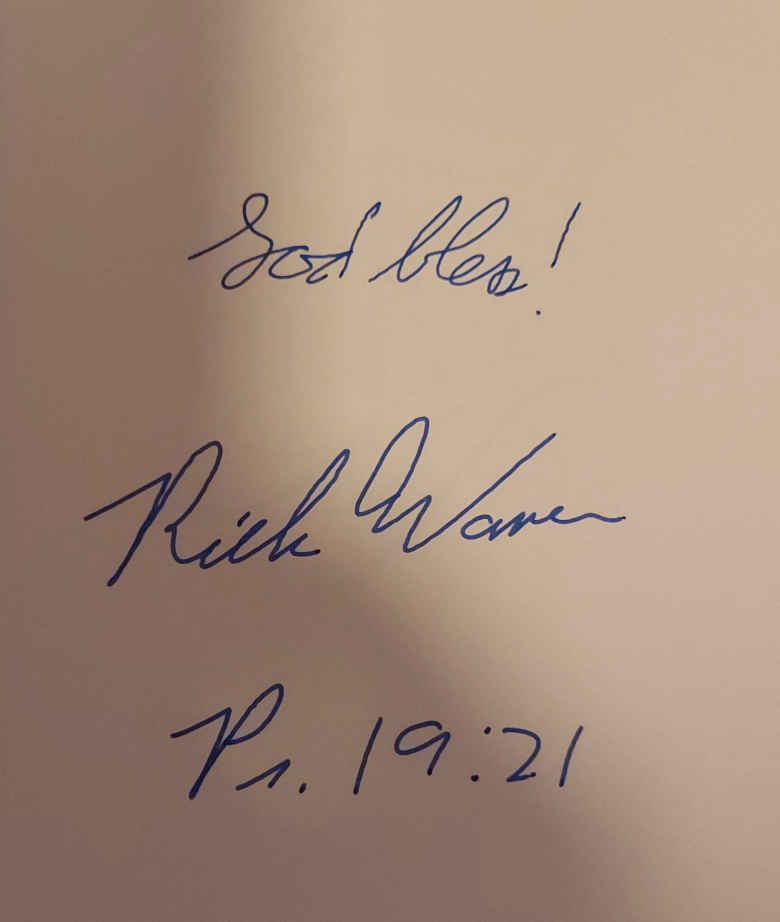 God bless!
Rick Warren
Pr. 19:21